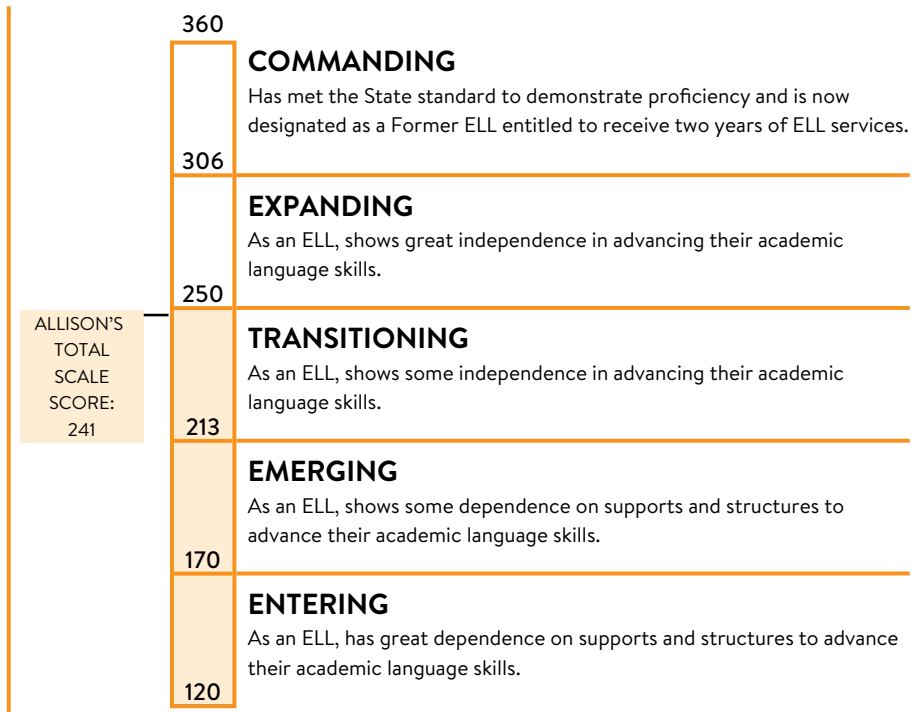 360
COMMANDING
Has met the State standard to demonstrate proficiency and is now
designated as a Former ELL entitled to receive two years of ELL services.
306
EXPANDING
As an ELL, shows great independence in advancing their academic
language skills.
250
ALLISON’S
TOTAL
SCALE
SCORE:
241
TRANSITIONING
As an ELL, shows some independence in advancing their academic
language skills.
213
EMERGING
As an ELL, shows some dependence on supports and structures to
advance their academic language skills.
170
ENTERING
As an ELL, has great dependence on supports and structures to advance
their academic language skills.
120